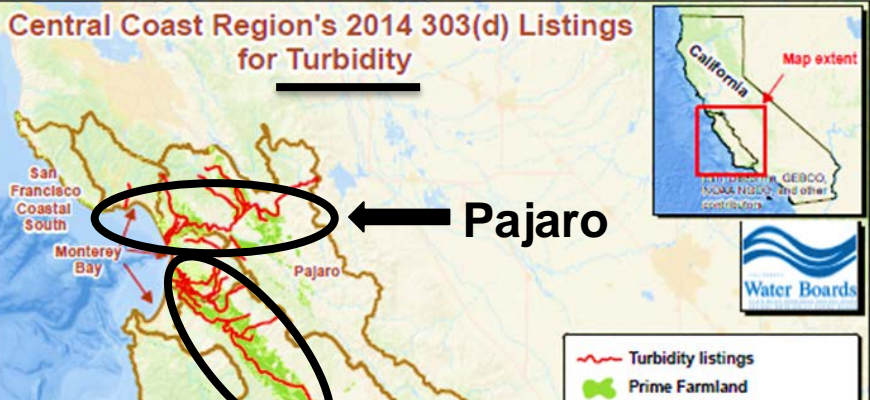 Central Coast Region's 2014 303(d) Listings
for Turbidity
California
Map extent
GEBCO,
NOAA NGDC, and other
contributors
San
Francisco
Coastal
South
Pajaro
Monterey
Bay
Pajaro
Water Boards
Turbidity listings
Prime Farmland